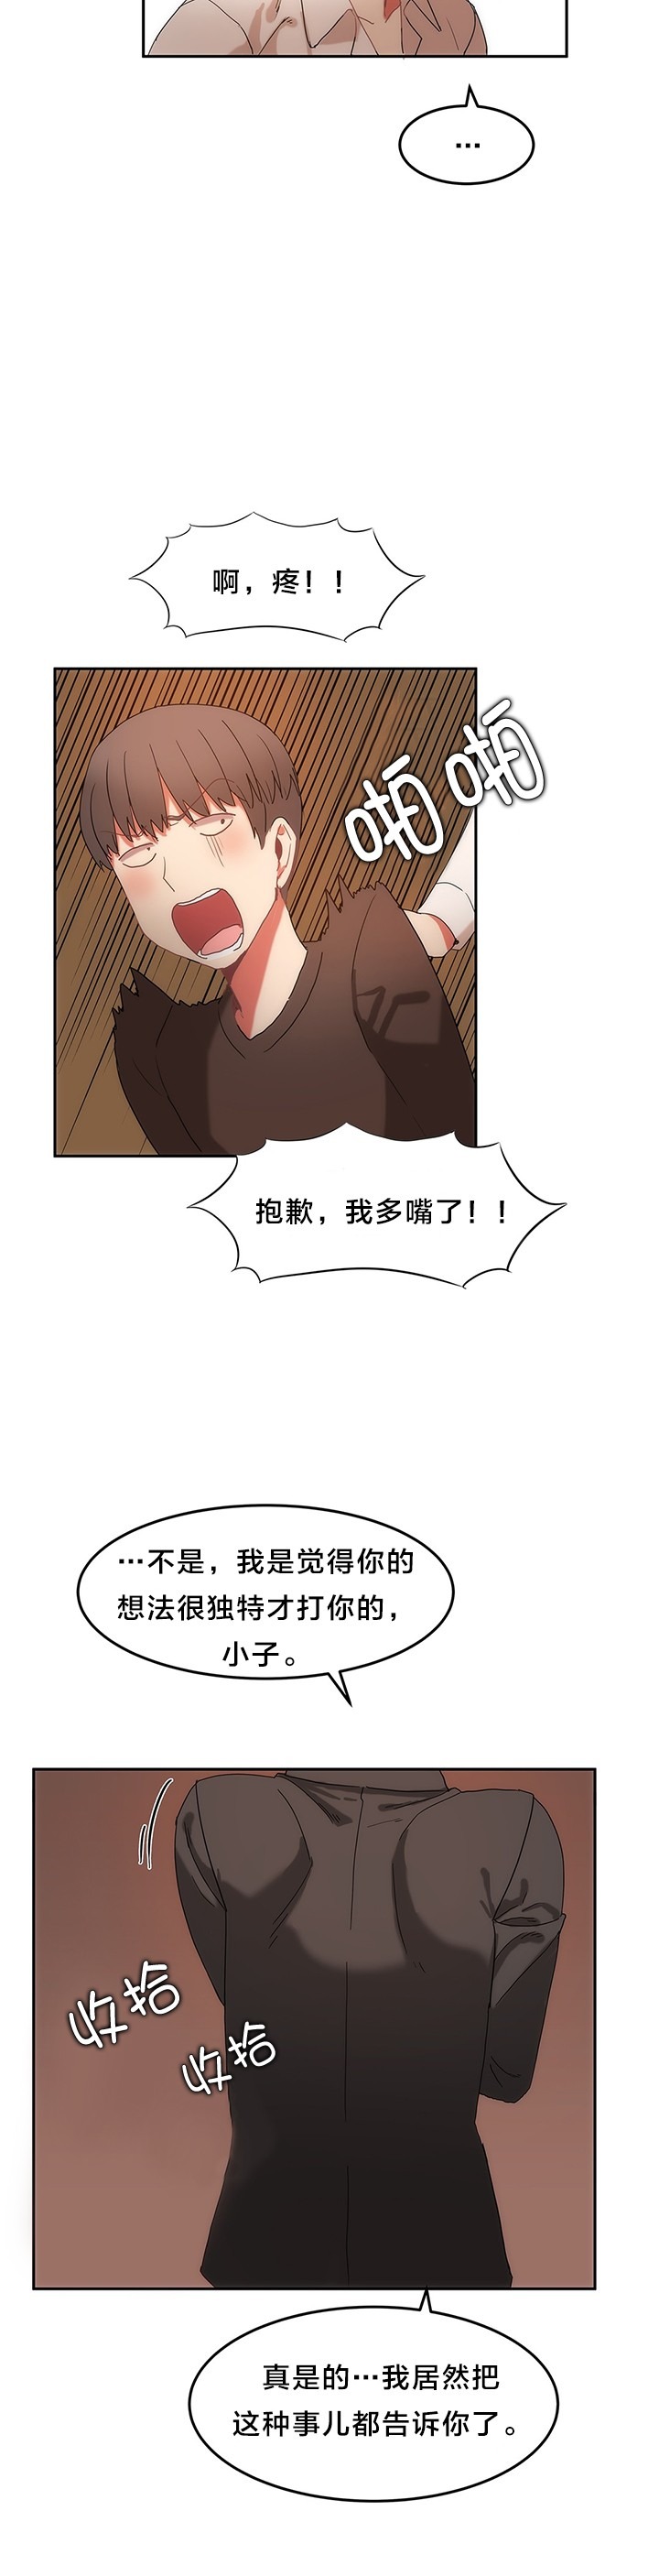 …
啊，疼！！
啪啪
抱歉，我多嘴了！！
…不是，我是觉得你的
想法很独特才打你的，
小子。
收拾
收拾
真是的…我居然把
这种事儿都告诉你了。